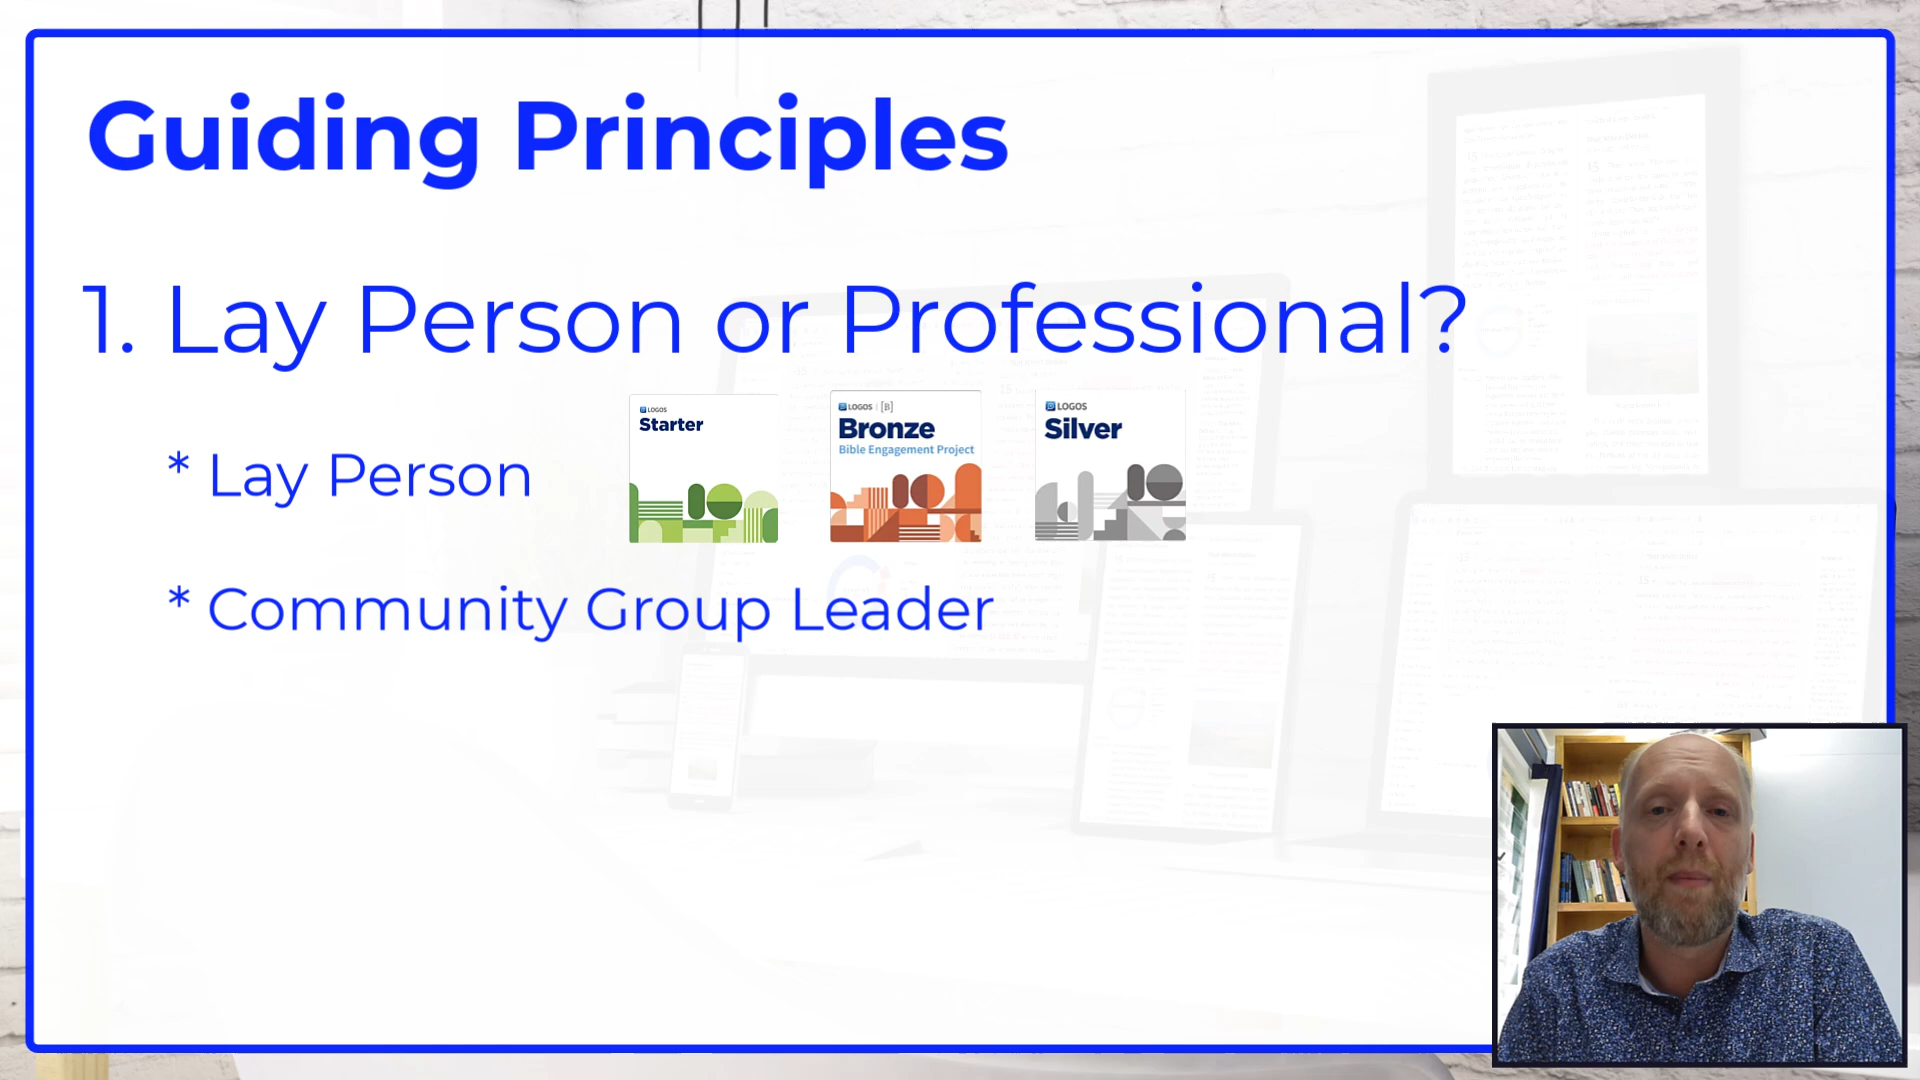 Guiding Principles
1. Lay Person or Professional?
LOGOS
Starter
LOGOS | [B]
Bronze
Bible Engagement Project
LOGOS
Silver
* Lay Person
* Community Group Leader